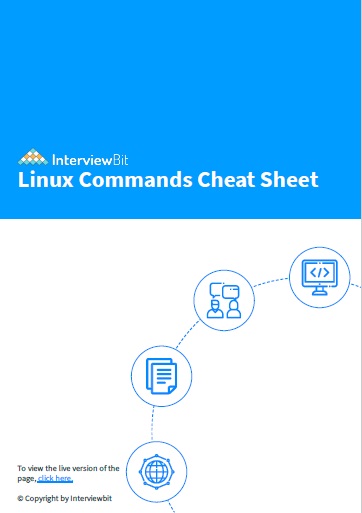 InterviewBit
Linux Commands Cheat Sheet
</>
To view the live version of the
page, click here.
© Copyright by Interviewbit